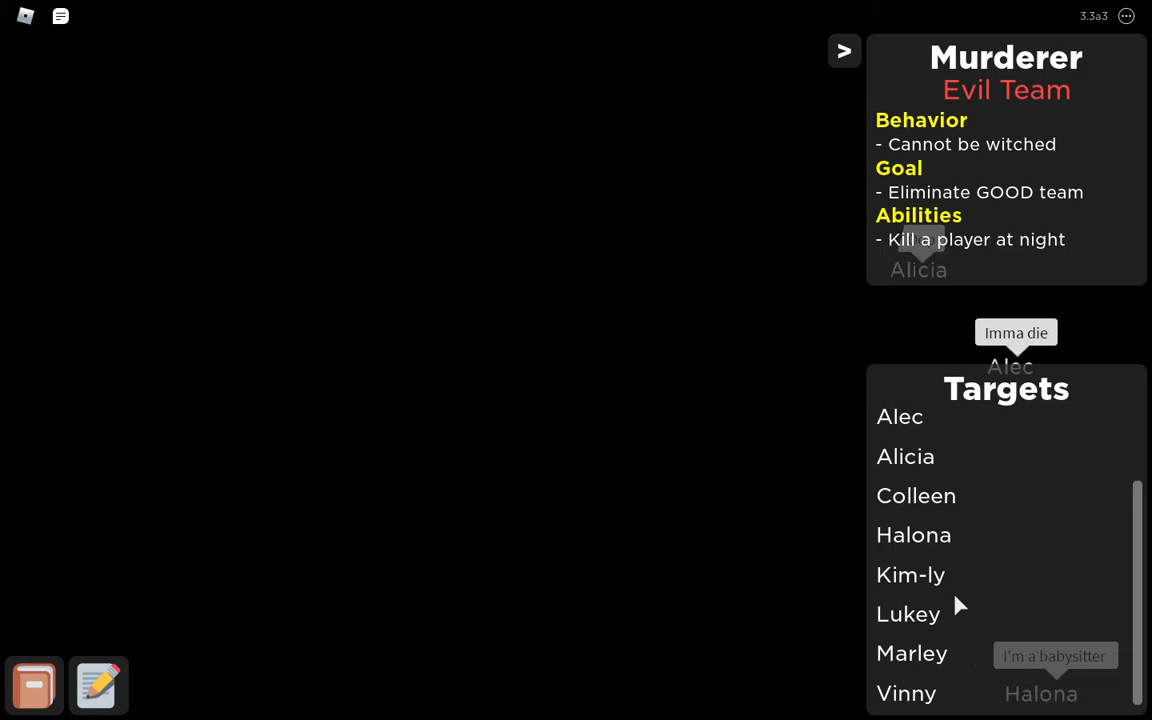 3.3a3
>
Murderer
Evil Team
Behavior
- Cannot be witched
Goal
- Eliminate GOOD team
Abilities
- Kill a player at night
Alicia
Imma die
Alec
Targets
Alec
Alicia
Colleen
Halona
Kim-ly
Lukey
Marley
I'm a babysitter
Vinny
Halona